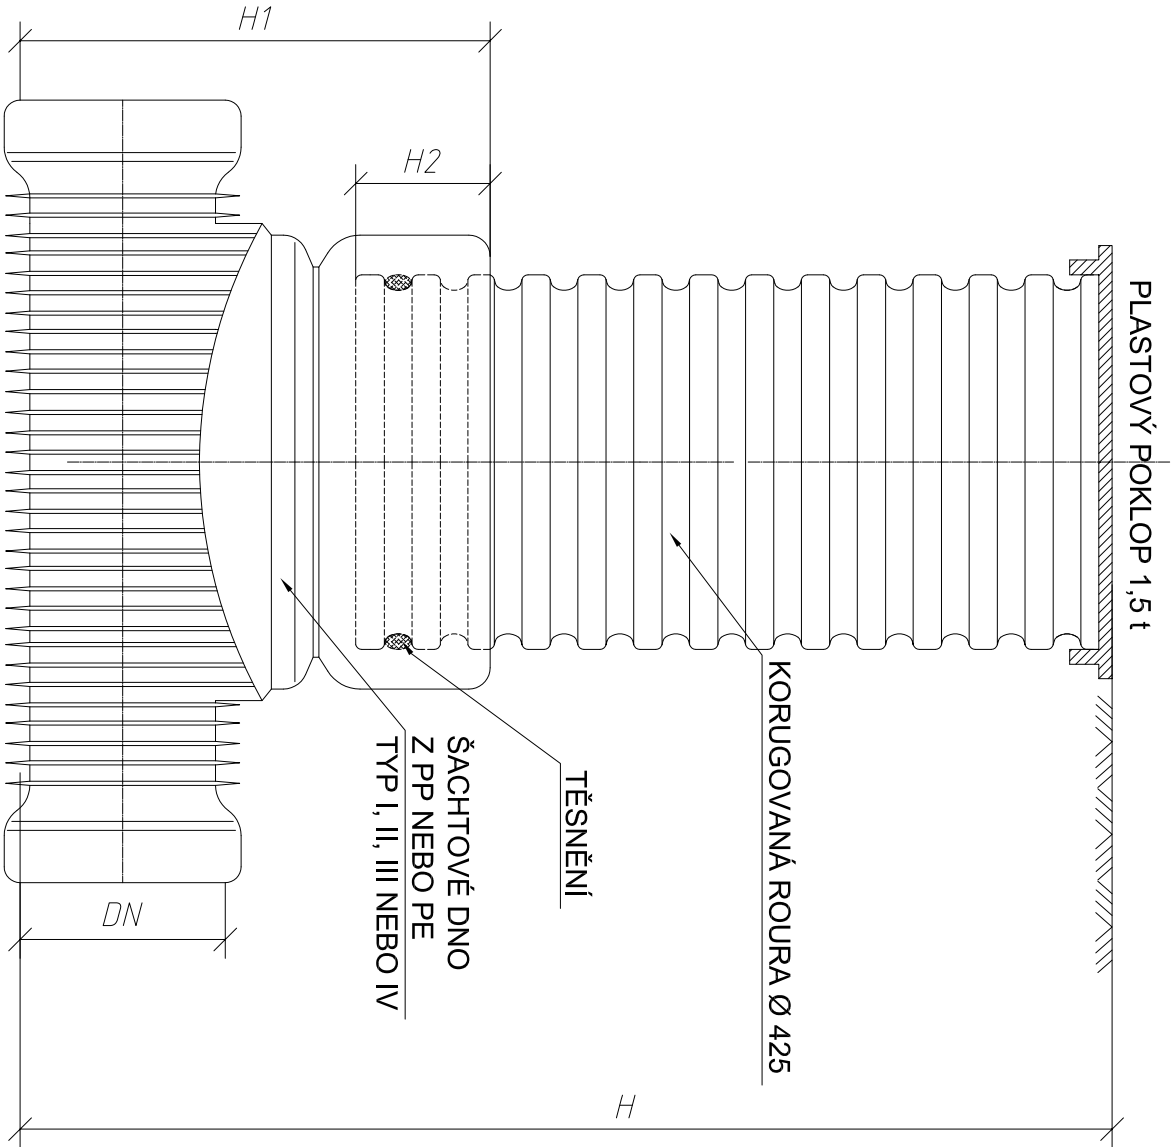 PLASTOVÝ POKLOP 1,5 t
KORUGOVANÁ ROURA Ø 425
TĚSNĚNÍ
ŠACHTOVÉ DNO
Z PP NEBO PE
TYP I, II, III NEBO IV
H1
H2
DN
H